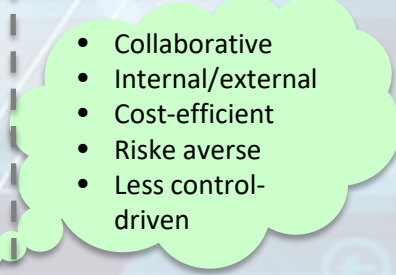 • Collaborative
• Internal/external
• Cost-efficient
• Riske averse
• Less control-
driven